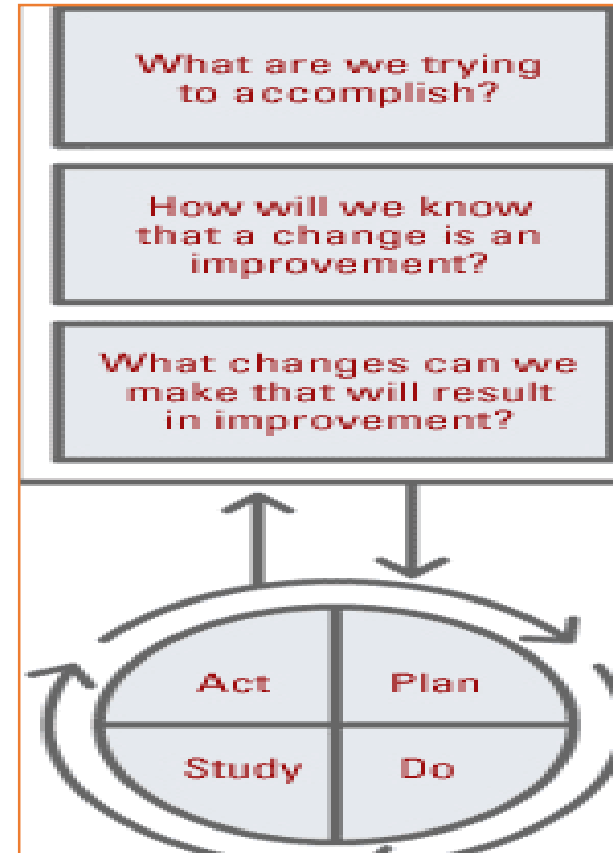 What are we trying
to accomplish?
How will we know
that a change is an
improvement?
What changes can we
make that will result
in improvement?
Act
Plan
Study
Do